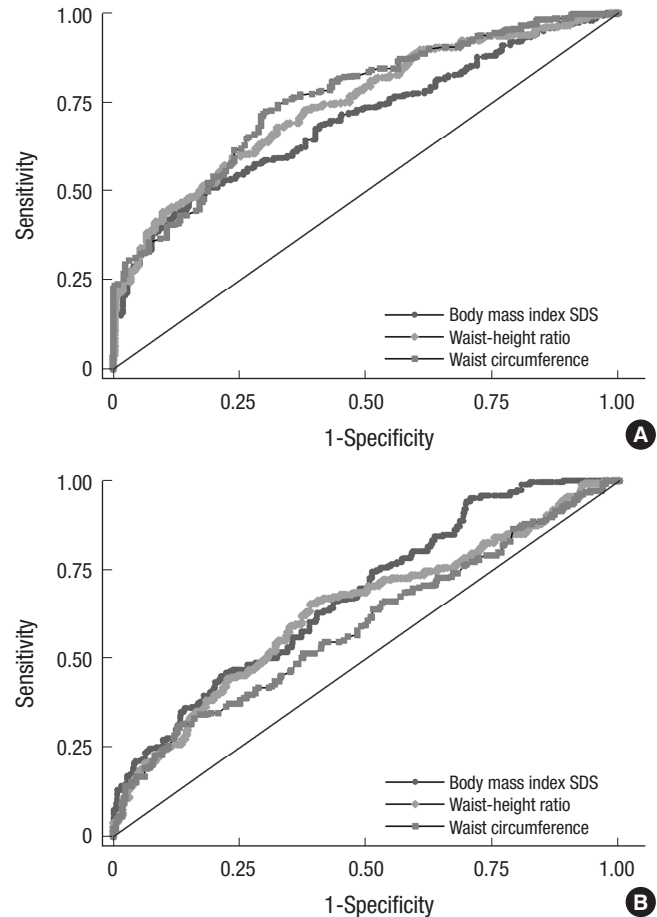 1.00
0.75
0.50
0.25
0
Sensitivity
Body mass index SDS
Waist-height ratio
Waist circumference
0 0.25 0.50 0.75 1.00
1-Specificity
A
1.00
0.75
0.50
0.25
0
Sensitivity
Body mass index SDS
Waist-height ratio
Waist circumference
0 0.25 0.50 0.75 1.00
1-Specificity
B